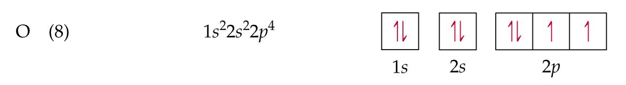 O (8) 1s²2s²2p⁴ ⥮ ⥮ ⥮ ↿ ↿
1s 2s 2p